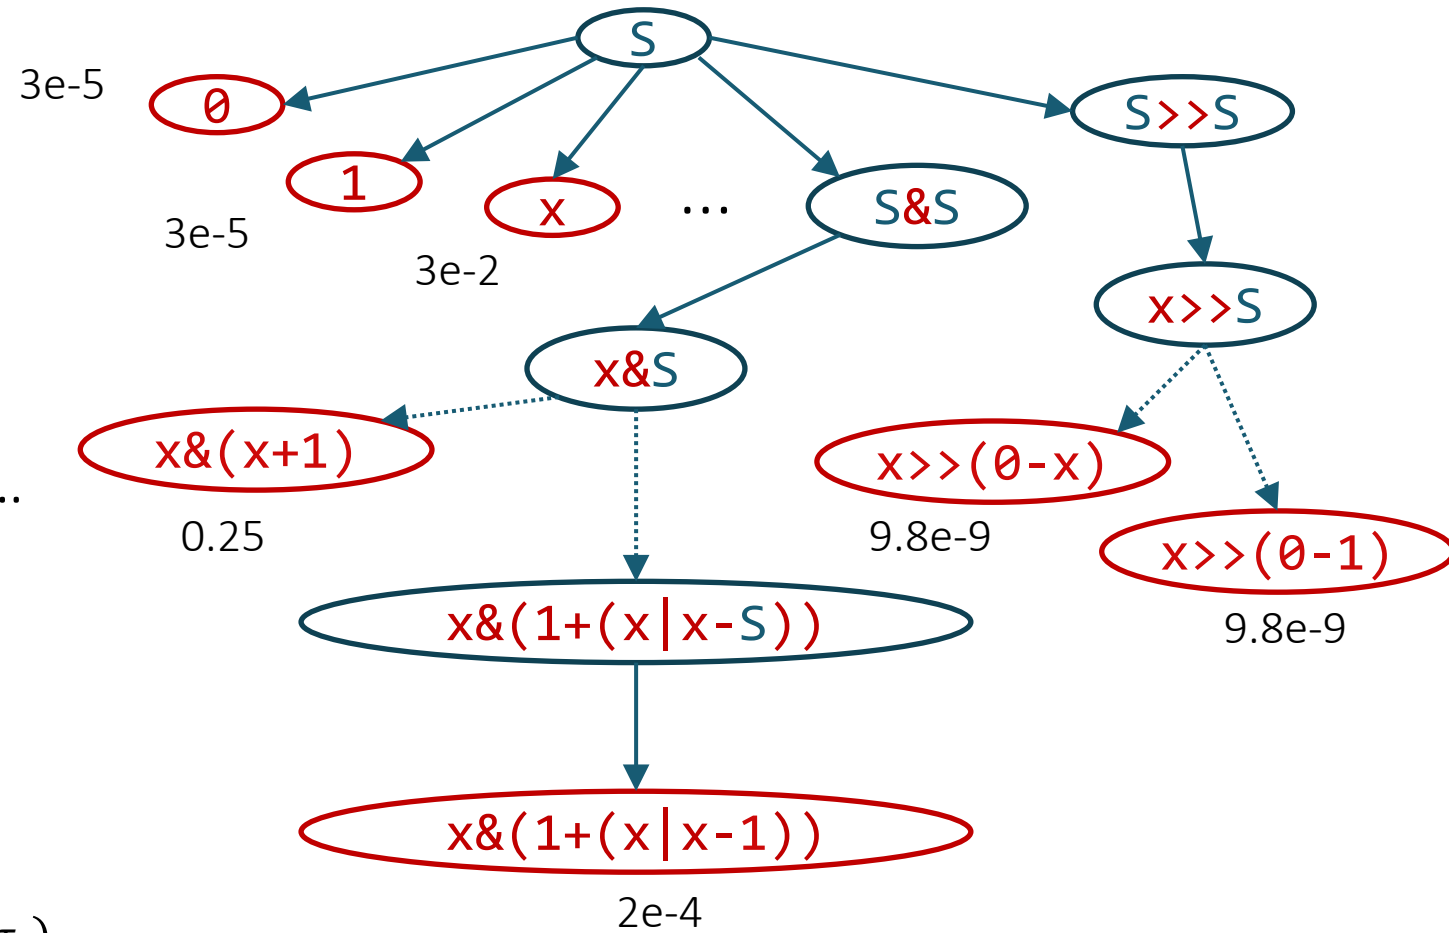 S
3e-5
0
S>>S
1
x
...
S&S
3e-5
3e-2
x>>S
x&S
x&(x+1)
x>>(0-x)
..
0.25
9.8e-9
x>>(0-1)
x&(1+(x|x-S))
9.8e-9
x&(1+(x|x-1))
2e-4
)